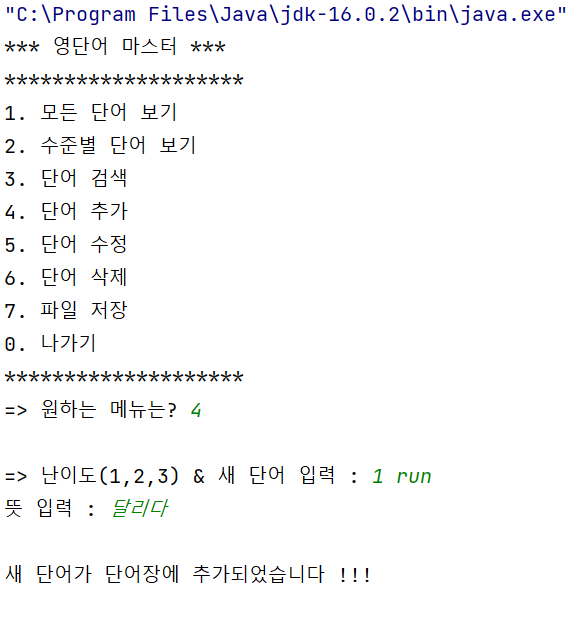 "C:\Program Files\Java\jdk-16.0.2\bin\java.exe"
*** 영단어 마스터 ***
********************
1. 모든 단어 보기
2. 수준별 단어 보기
3. 단어 검색
4. 단어 추가
5. 단어 수정
6. 단어 삭제
7. 파일 저장
0. 나가기
********************
=> 원하는 메뉴는? 4
=> 난이도(1,2,3) & 새 단어 입력 : 1 run
뜻 입력 : 달리다
새 단어가 단어장에 추가되었습니다 !!!